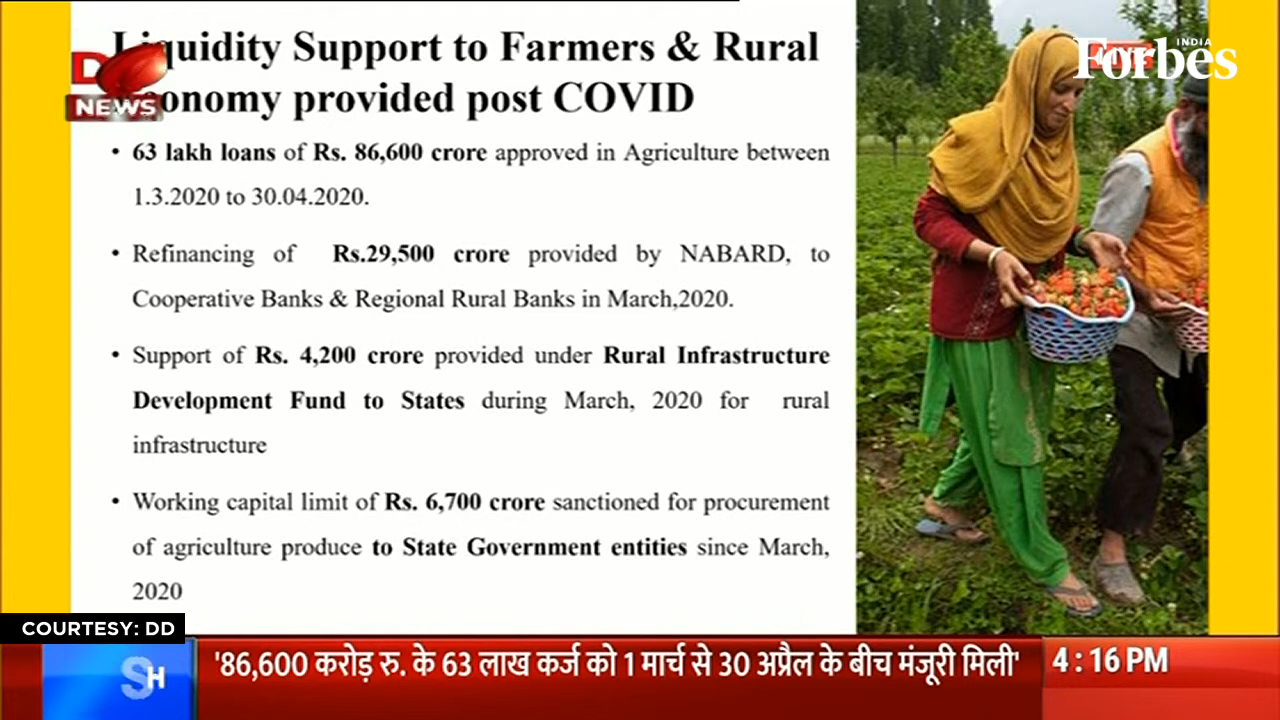 Liquidity Support to Farmers & Rural
onomy provided post COVID
D
NEWS
INDIA
Forbes
LIVE
• 63 lakh loans of Rs. 86,600 crore approved in Agriculture between
1.3.2020 to 30.04.2020.
• Refinancing of Rs.29,500 crore provided by NABARD, to
Cooperative Banks & Regional Rural Banks in March,2020.
• Support of Rs. 4,200 crore provided under Rural Infrastructure
Development Fund to States during March, 2020 for rural
infrastructure
• Working capital limit of Rs. 6,700 crore sanctioned for procurement
of agriculture produce to State Government entities since March,
2020
COURTESY: DD
SH
'86,600 करोड़ रु. के 63 लाख कर्ज को 1 मार्च से 30 अप्रैल के बीच मंजूरी मिली'
4:16 PM